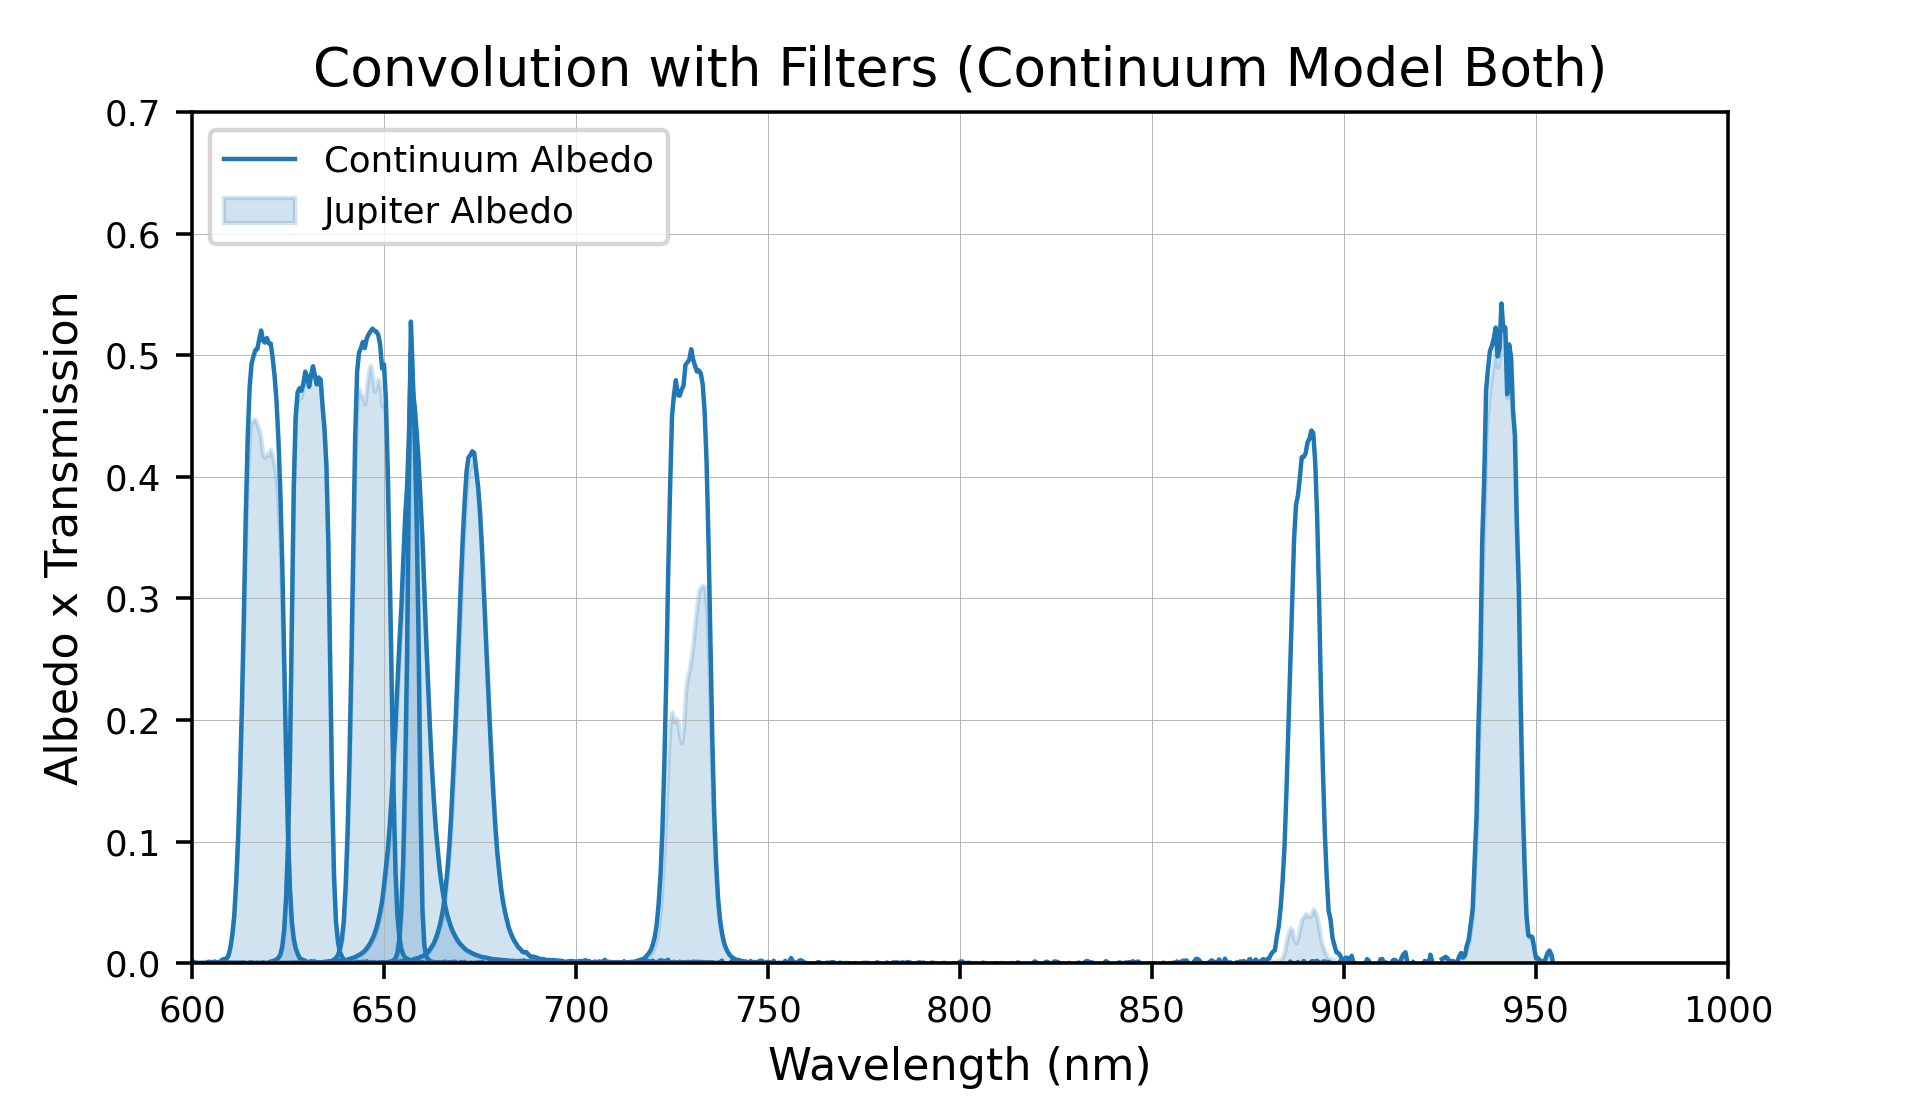 Convolution with Filters (Continuum Model Both)
0.7
0.6
0.5
0.4
0.3
0.2
0.1
0.0
Albedo x Transmission
Continuum Albedo
Jupiter Albedo
600 650 700 750 800 850 900 950 1000
Wavelength (nm)